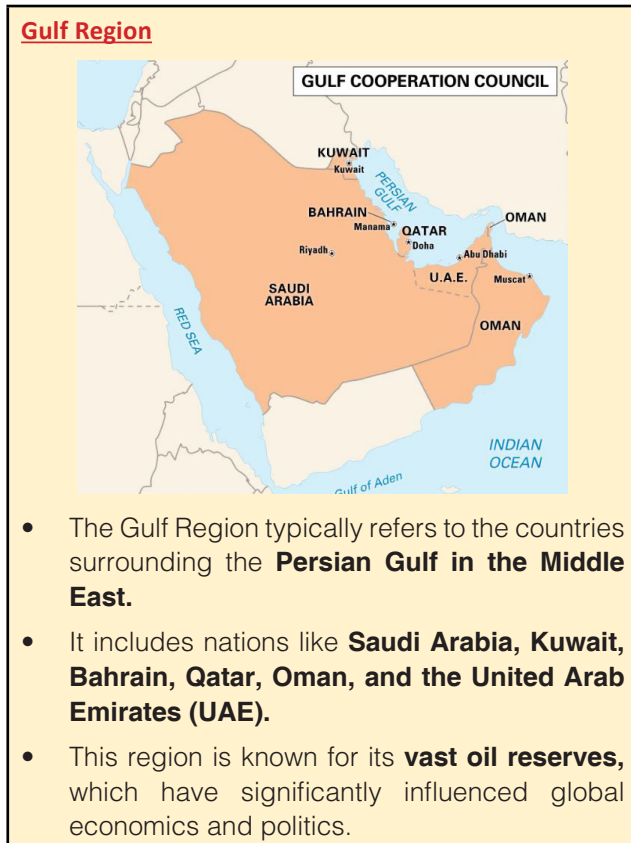 Gulf Region
GULF COOPERATION COUNCIL
KUWAIT
Kuwait
PERSIAN
GULF
BAHRAIN
Manama
QATAR
Doha
OMAN
Abu Dhabi
Riyadh
U.A.E.
Muscat
SAUDI
ARABIA
OMAN
RED SEA
INDIAN
OCEAN
Gulf of Aden
• The Gulf Region typically refers to the countries
surrounding the Persian Gulf in the Middle
East.
• It includes nations like Saudi Arabia, Kuwait,
Bahrain, Qatar, Oman, and the United Arab
Emirates (UAE).
• This region is known for its vast oil reserves,
which have significantly influenced global
economics and politics.